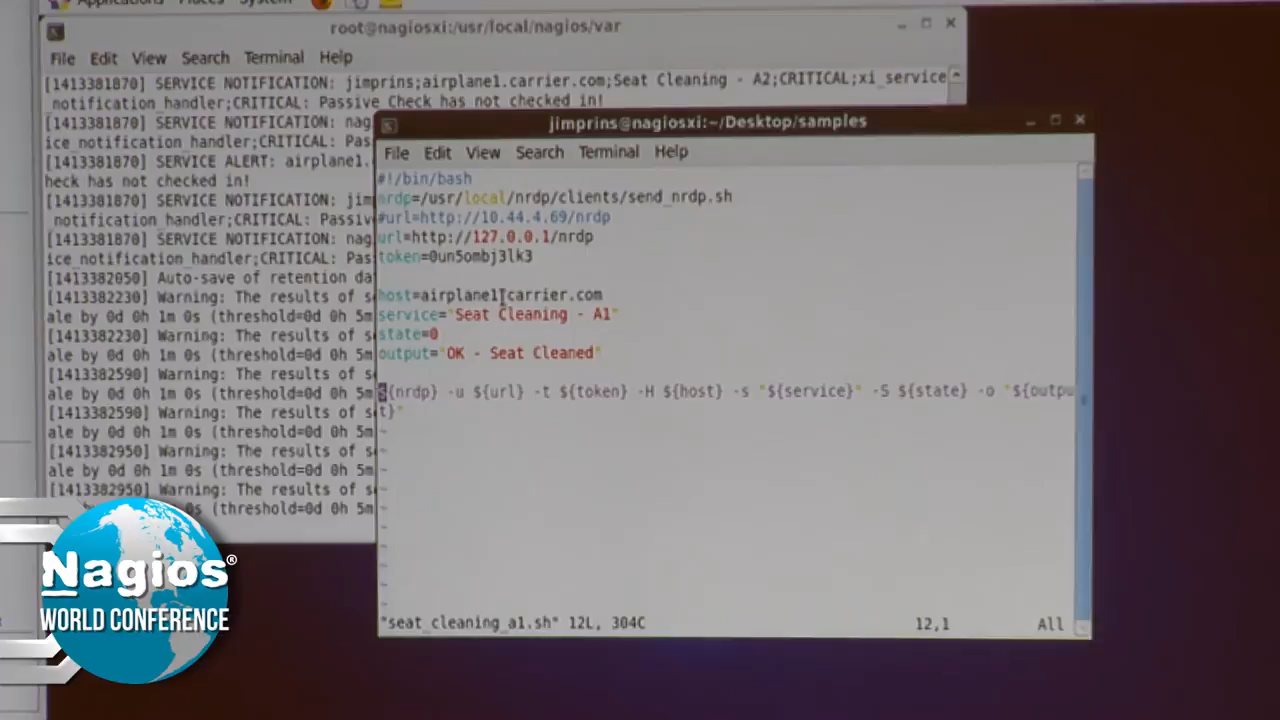 Applications Places System
root@nagiosxi:/usr/local/nagios/var
File Edit View Search Terminal Help
[1413381870] SERVICE NOTIFICATION: jimprins;airplane1.carrier.com;Seat Cleaning - A2;CRITICAL;xi_service
_notification_handler;CRITICAL: Passive Check has not checked in!
[1413381870] SERVICE NOTIFICATION: nag
ice_notification_handler;CRITICAL: Pas
[1413381870] SERVICE ALERT: airplane1.
heck has not checked in!
[1413381870] SERVICE NOTIFICATION: jim
_notification_handler;CRITICAL: Passiv
[1413381870] SERVICE NOTIFICATION: nag
ice_notification_handler;CRITICAL: Pas
[1413382050] Auto-save of retention da
[1413382230] Warning: The results of s
ale by 0d 0h 1m 0s (threshold=0d 0h 5m
[1413382230] Warning: The results of s
ale by 0d 0h 1m 0s (threshold=0d 0h 5m
[1413382590] Warning: The results of s
ale by 0d 0h 1m 0s (threshold=0d 0h 5m
[1413382590] Warning: The results of s
ale by 0d 0h 1m 0s (threshold=0d 0h 5m
[1413382950] Warning: The results of s
ale by 0d 0h 1m 0s (threshold=0d 0h 5m
[1413382950] Warning: The results of s
0s (threshold=0d 0h 5m
jimprins@nagiosxi:~/Desktop/samples
File Edit View Search Terminal Help
#!/bin/bash
nrdp=/usr/local/nrdp/clients/send_nrdp.sh
#url=http://10.44.4.69/nrdp
url=http://127.0.0.1/nrdp
token=0un5ombj3lk3
host=airplane1.carrier.com
service="Seat Cleaning - A1"
state=0
output="OK - Seat Cleaned"
${nrdp} -u ${url} -t ${token} -H ${host} -s "${service}" -S ${state} -o "${outpu
t}"
~
~
~
~
~
~
~
~
~
~
"seat_cleaning_a1.sh" 12L, 304C 12,1 All
Nagios®
WORLD CONFERENCE